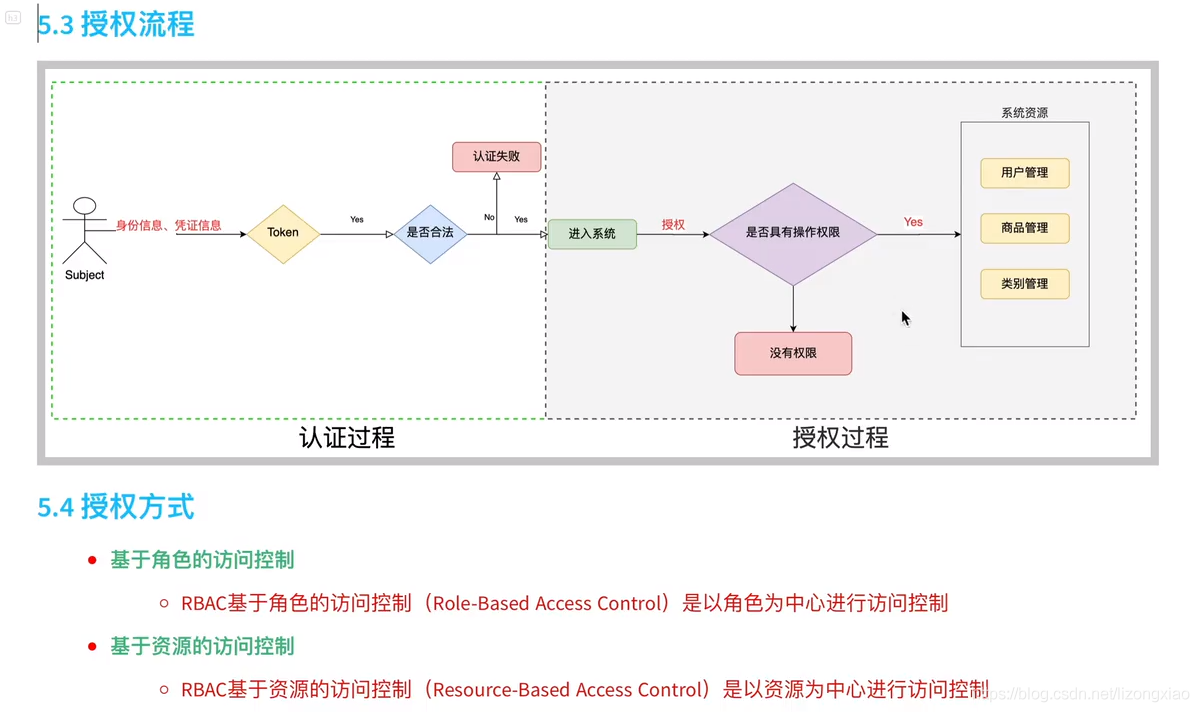 h3
5.3 授权流程
系统资源
认证失败
用户管理
身份信息、凭证信息
Token
Yes
是否合法
No
Yes
进入系统
授权
是否具有操作权限
Yes
商品管理
类别管理
Subject
没有权限
认证过程
授权过程
5.4 授权方式
基于角色的访问控制
RBAC基于角色的访问控制（Role-Based Access Control）是以角色为中心进行访问控制
基于资源的访问控制
RBAC基于资源的访问控制（Resource-Based Access Control）是以资源为中心进行访问控制
https://blog.csdn.net/lizongxiao